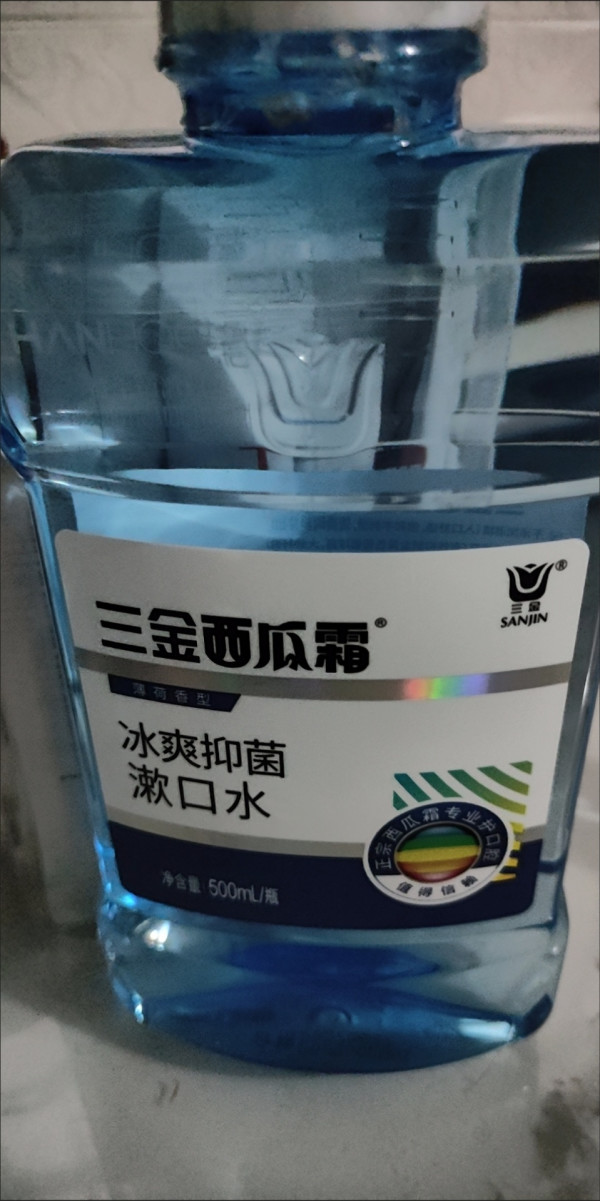 三金
SANJIN
三金西瓜霜®
薄荷香型
冰爽抑菌
漱口水
正宗西瓜霜专业护口腔
值得信赖
净含量:500mL/瓶